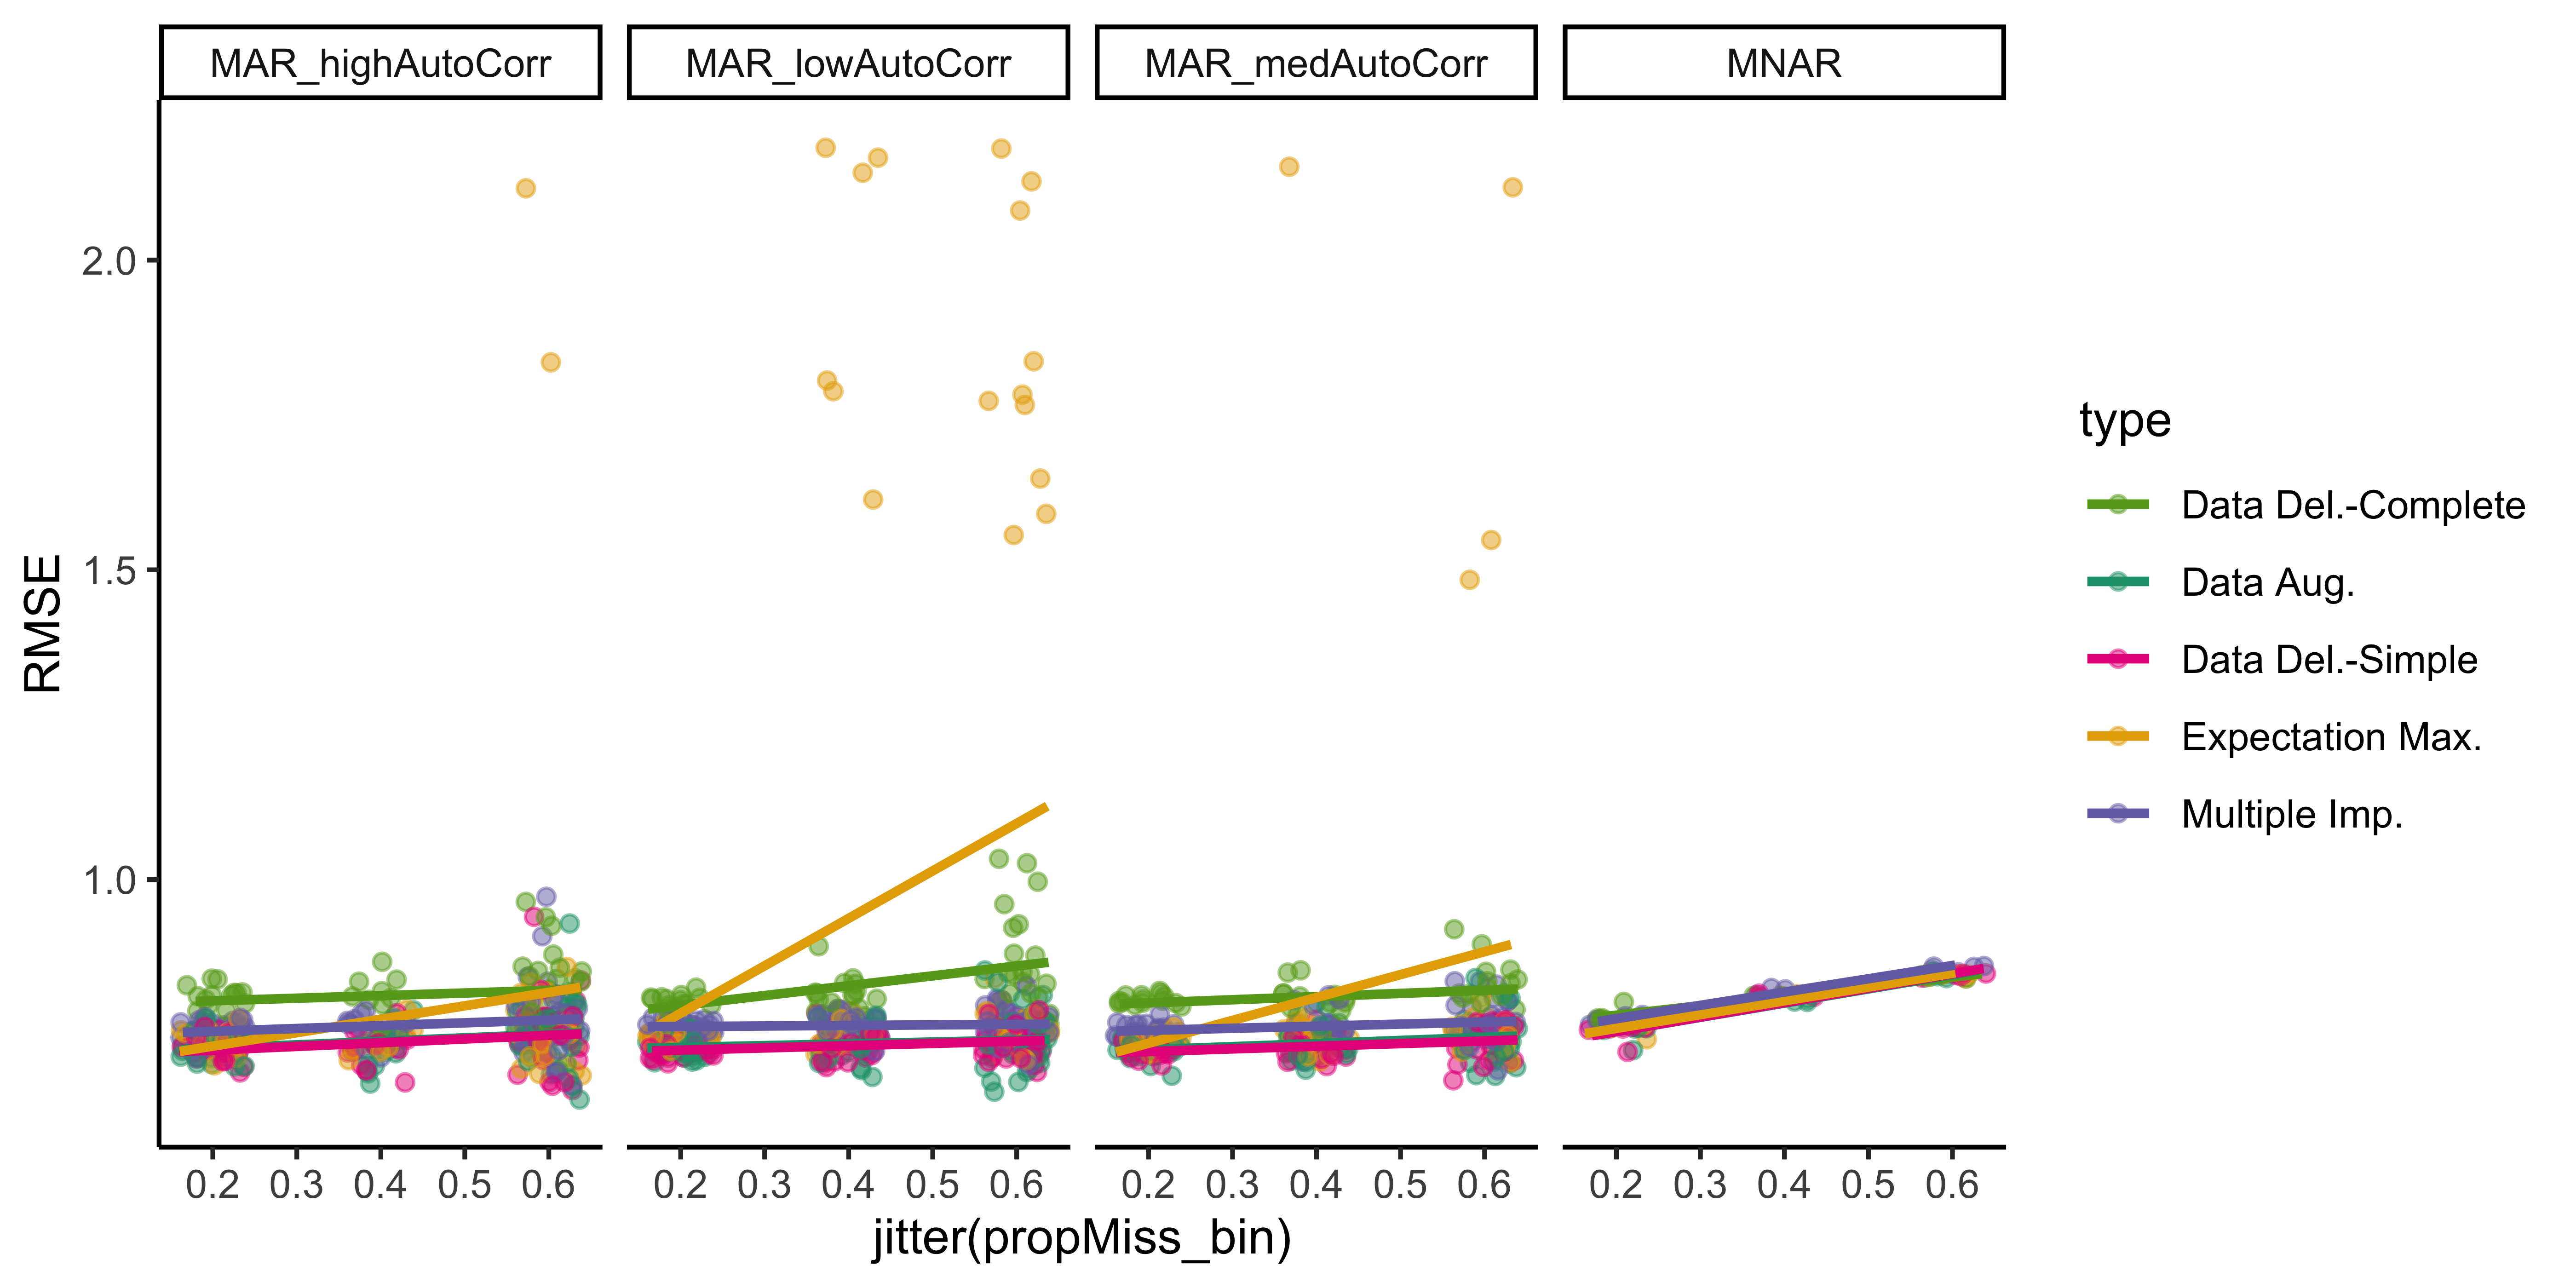 MAR_highAutoCorr MAR_lowAutoCorr MAR_medAutoCorr MNAR
2.0
1.5
1.0
RMSE
0.2 0.3 0.4 0.5 0.6 0.2 0.3 0.4 0.5 0.6 0.2 0.3 0.4 0.5 0.6 0.2 0.3 0.4 0.5 0.6
jitter(propMiss_bin)
type
Data Del.-Complete
Data Aug.
Data Del.-Simple
Expectation Max.
Multiple Imp.